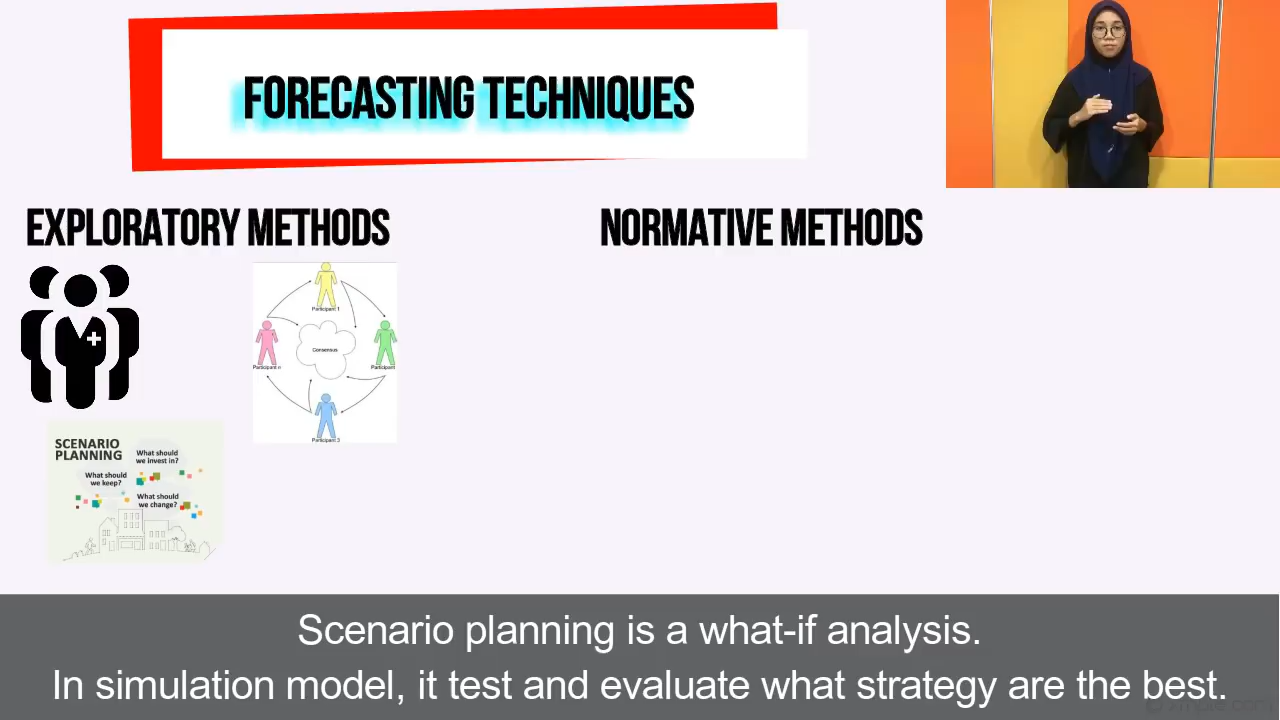 FORECASTING TECHNIQUES
EXPLORATORY METHODS
NORMATIVE METHODS
Participant 1
Consensus
Participant n
Participant
Participant 3
SCENARIO
PLANNING
What should
we invest in?
What should
we keep?
What should
we change?
Scenario planning is a what-if analysis.
In simulation model, it test and evaluate what strategy are the best.